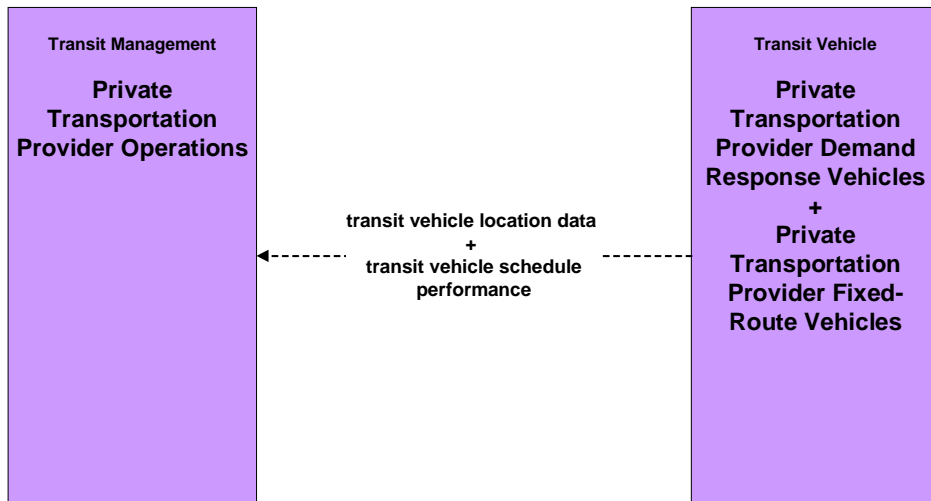 Transit Management
Private
Transportation
Provider Operations
transit vehicle location data
+
transit vehicle schedule
performance
Transit Vehicle
Private
Transportation
Provider Demand
Response Vehicles
+
Private
Transportation
Provider Fixed-
Route Vehicles